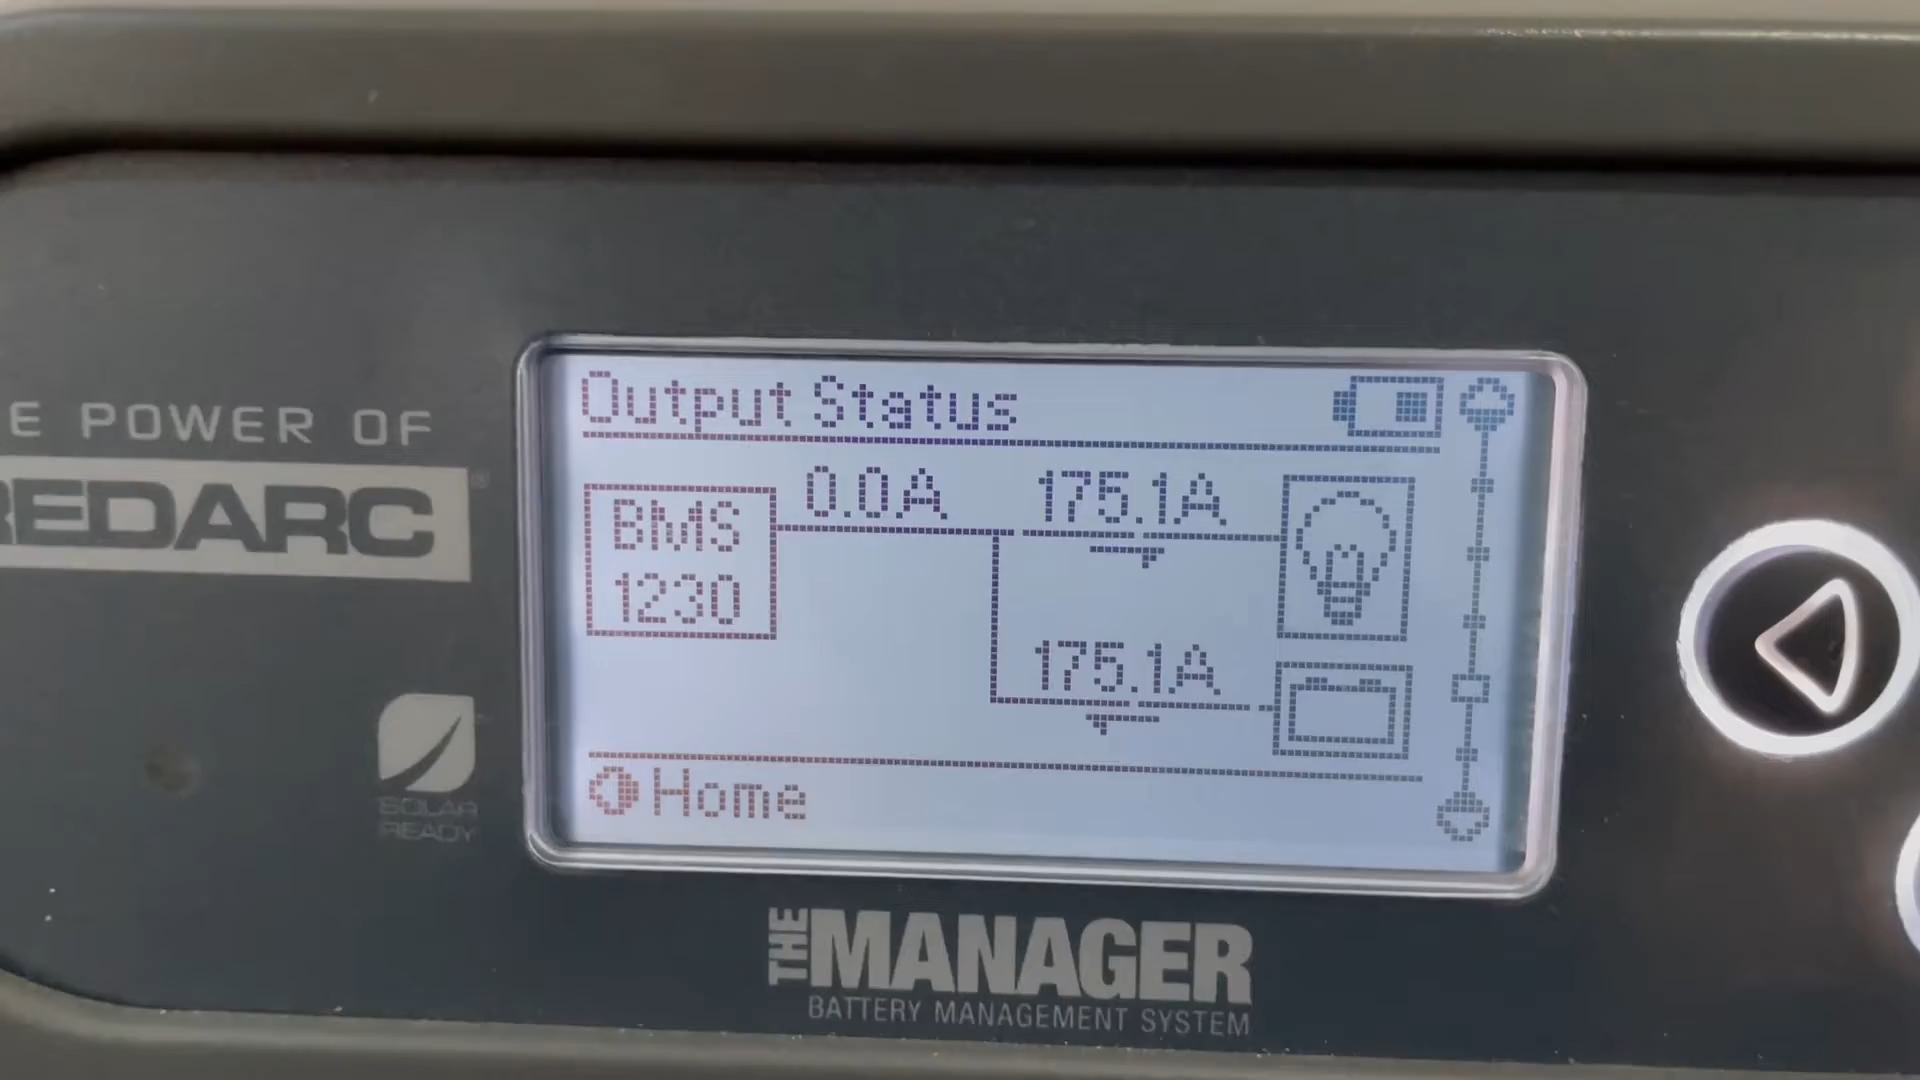 Output Status
0.0A 175.1A
BMS
1230
175.1A
Home
E POWER OF
REDARC
SOLAR
READY
THE MANAGER
BATTERY MANAGEMENT SYSTEM